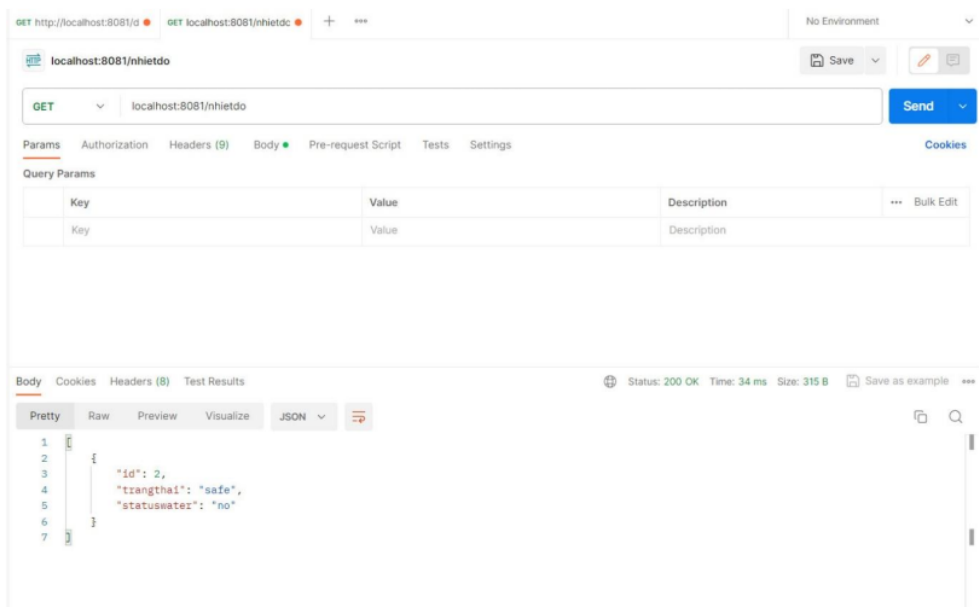 GET http://localhost:8081/d GET localhost:8081/nhietdc + ••• No Environment
HTTP localhost:8081/nhietdo Save
GET localhost:8081/nhietdo Send
Params Authorization Headers (9) Body Pre-request Script Tests Settings Cookies
Query Params
Key Value Description ••• Bulk Edit
Key Value Description
Body Cookies Headers (8) Test Results Status: 200 OK Time: 34 ms Size: 315 B Save as example •••
Pretty Raw Preview Visualize JSON
1 [
2 {
3 "id": 2,
4 "trangthai": "safe",
5 "statuswater": "no"
6 }
7 ]